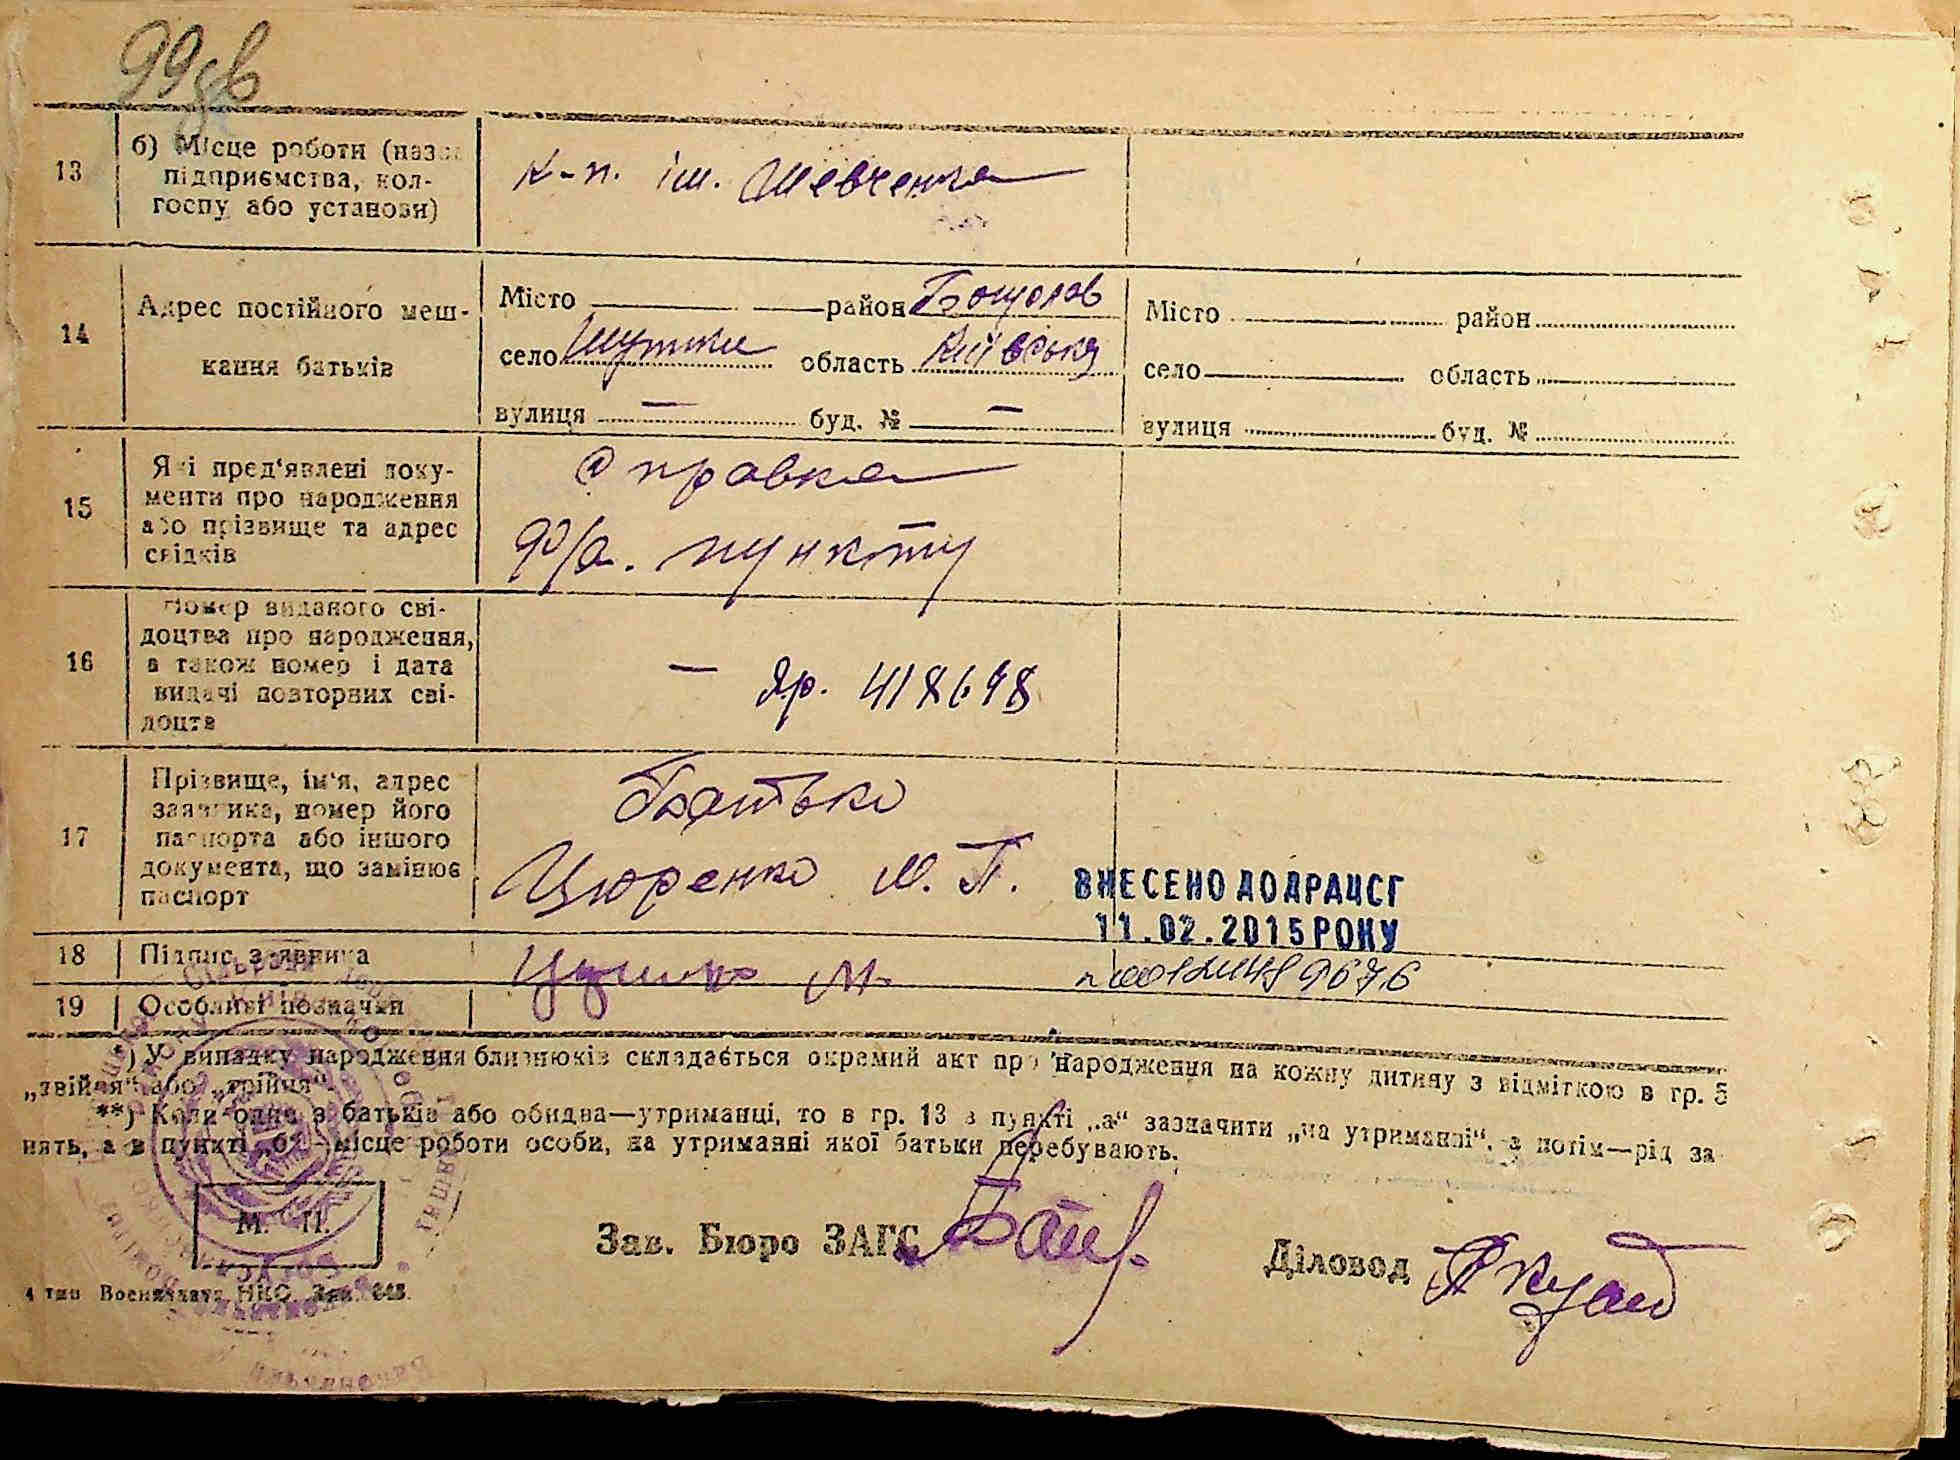 99зв
13
б) Місце роботи (назва
підприємства, кол-
госпу або установи)
к-п. ім. Шевченка
14
Адрес постійного меш-
кання батьків
Місто район Богуслав
село область Київська
вулиця — буд. № —
Місто район
село область
вулиця буд. №
15
Які пред'явлені доку-
менти про народження
або прізвище та адрес
свідків
Справка
ф/а. пункту
16
Номер виданого сві-
доцтва про народження,
а також номер і дата
видачі повторних сві-
доцтв
— Яр. 418698
17
Прізвище, ім'я, адрес
заявника, номер його
паспорта або іншого
документа, що замінює
паспорт
Батько
Цюренко М. П.
ВНЕСЕНО ДО ДРАЦСГ
11.02.2015 РОКУ
18
Підпис заявника
19
Особливі позначки
*) У випадку народження близнюків складається окремий акт про народження на кожну дитину з відміткою в гр. 5
„двійня“ або „трійня“.
**) Коли один з батьків або обидва—утриманці, то в гр. 13 в пункті „а“ зазначити „на утриманні“, а потім—рід за-
нять, а в пункті „б“—місце роботи особи, на утриманні якої батьки перебувають.
М. П.
Зав. Бюро ЗАГС
Діловод
4 тип Воениздата НКО Зак. 648.